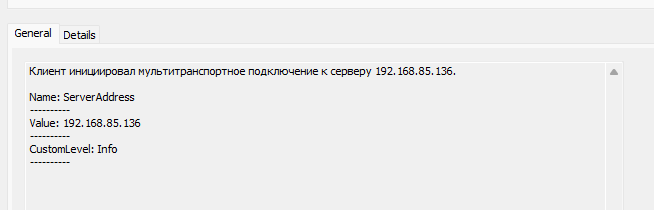 General Details
Клиент инициировал мультитранспортное подключение к серверу 192.168.85.136.
Name: ServerAddress
----------
Value: 192.168.85.136
----------
CustomLevel: Info
----------